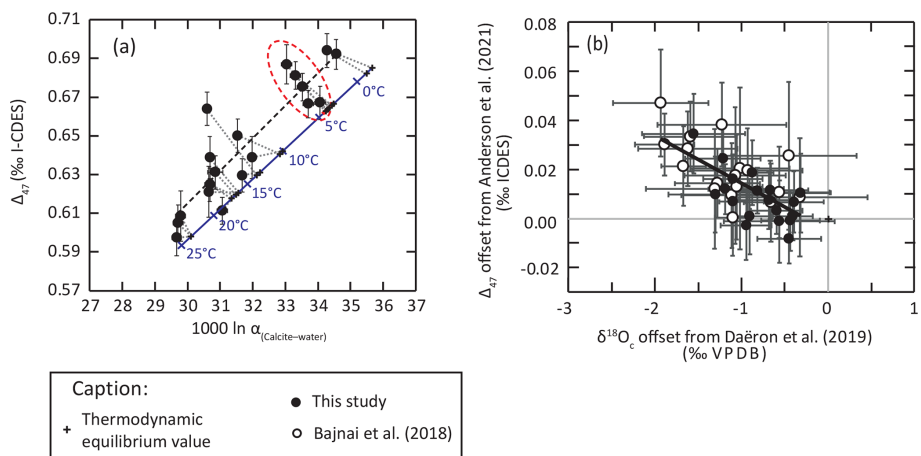 (a)
0.71
0.69
0.67
0.65
0.63
0.61
0.59
0.57
Δ47 (‰ I-CDES)
0°C
5°C
10°C
15°C
20°C
25°C
27 28 29 30 31 32 33 34 35 36 37
1000 ln α(Calcite–water)
(b)
0.08
0.06
0.04
0.02
0.00
-0.02
Δ47 offset from Anderson et al. (2021)
(‰ ICDES)
-3 -2 -1 0 1
δ18Oc offset from Daëron et al. (2019)
(‰ VPDB)
Caption:
Thermodynamic
equilibrium value
This study
Bajnai et al. (2018)